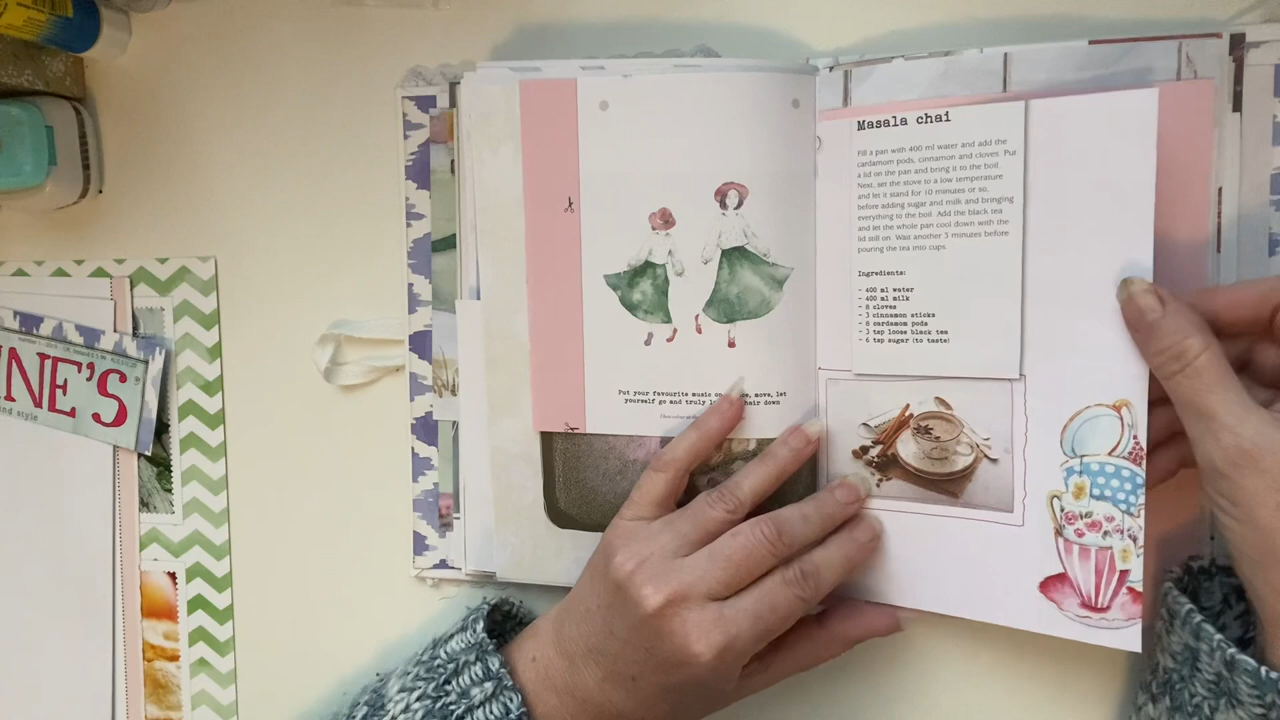 NE'S
nd style
Put your favourite music on move, let
yourself go and truly hair down
Masala chai
Fill a pan with 400 ml water and add the
cardamom pods, cinnamon and cloves. Put
a lid on the pan and bring it to the boil.
Next, set the stove to a low temperature
and let it stand for 10 minutes or so,
before adding sugar and milk and bringing
everything to the boil. Add the black tea
and let the whole pan cool down with the
lid still on. Wait another 5 minutes before
pouring the tea into cups.
Ingredients:
- 400 ml water
- 400 ml milk
- 8 cloves
- 3 cinnamon sticks
- 8 cardamom pods
- 3 tsp loose black tea
- 6 tsp sugar (to taste)